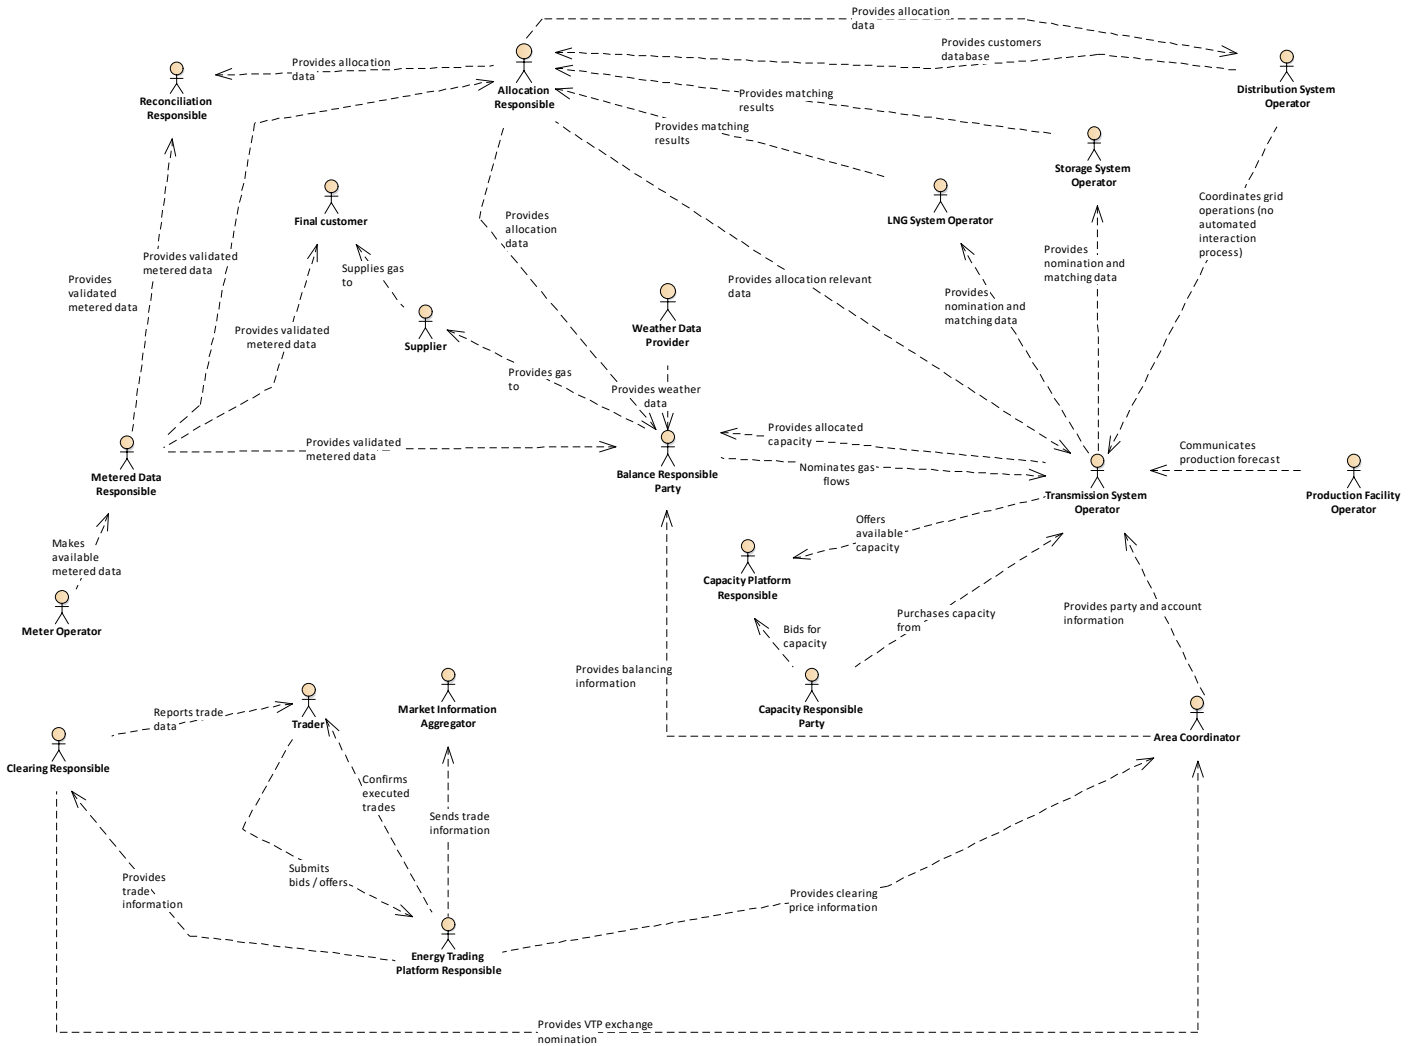 Provides allocation
data
Provides customers
database
Provides allocation
data
Allocation
Responsible
Distribution System
Operator
Reconciliation
Responsible
Provides matching
results
Provides matching
results
Storage System
Operator
Final customer
LNG System Operator
Provides
allocation
data
Coordinates grid
operations (no
automated
interaction
process)
Provides validated
metered data
Provides
validated
metered data
Supplies gas
to
Provides allocation relevant
data
Provides
nomination and
matching data
Provides
nomination and
matching data
Provides validated
metered data
Supplier
Weather Data
Provider
Provides gas
to
Provides weather
data
Provides validated
metered data
Provides allocated
capacity
Nominates gas
flows
Communicates
production forecast
Metered Data
Responsible
Balance Responsible
Party
Transmission System
Operator
Production Facility
Operator
Makes
available
metered data
Offers
available
capacity
Capacity Platform
Responsible
Meter Operator
Bids for
capacity
Purchases capacity
from
Provides party and account
information
Provides balancing
information
Reports trade
data
Trader
Market Information
Aggregator
Capacity Responsible
Party
Area Coordinator
Clearing Responsible
Confirms
executed
trades
Sends trade
information
Provides
trade
information
Submits
bids / offers
Provides clearing
price information
Energy Trading
Platform Responsible
Provides VTP exchange
nomination